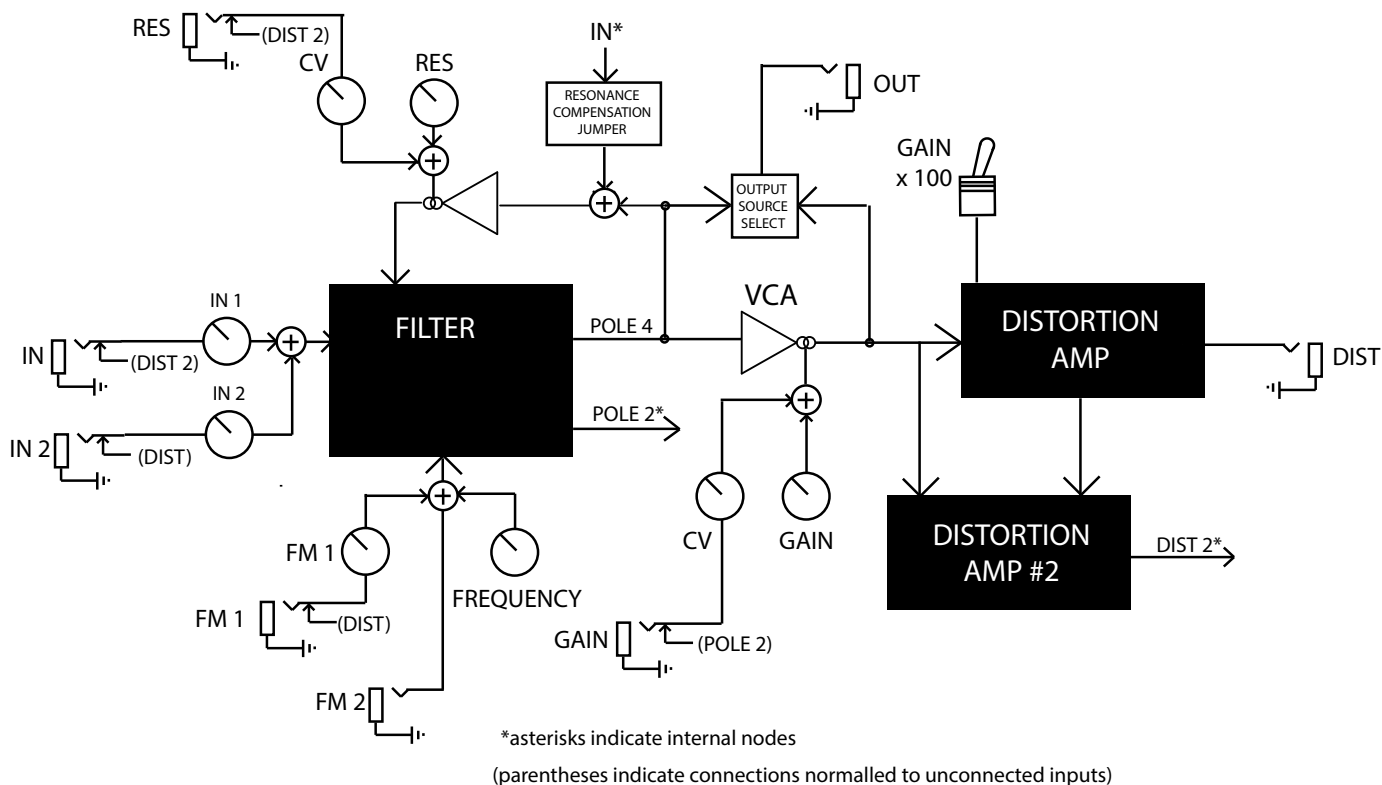 RES
(DIST 2)
CV
RES
IN*
RESONANCE
COMPENSATION
JUMPER
OUT
GAIN
x 100
OUTPUT
SOURCE
SELECT
IN 1
FILTER
POLE 4
VCA
DISTORTION
AMP
IN
(DIST 2)
DIST
IN 2
POLE 2*
IN 2
(DIST)
FM 1
CV
GAIN
DISTORTION
AMP #2
DIST 2*
FREQUENCY
FM 1
(DIST)
GAIN
(POLE 2)
FM 2
*asterisks indicate internal nodes
(parentheses indicate connections normalled to unconnected inputs)